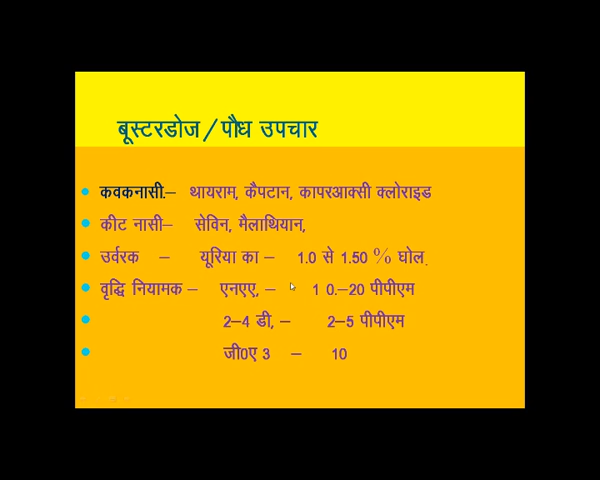 बूस्टरडोज/पौध उपचार
कवकनासी.– थायराम, कैपटान, कापरआक्सी क्लोराइड
कीट नासी– सेविन, मैलाथियान,
उर्वरक – यूरिया का – 1.0 से 1.50 % घोल.
वृद्धि नियामक – एनएए, – 1 0.–20 पीपीएम
2–4 डी, – 2–5 पीपीएम
जी0ए 3 – 10